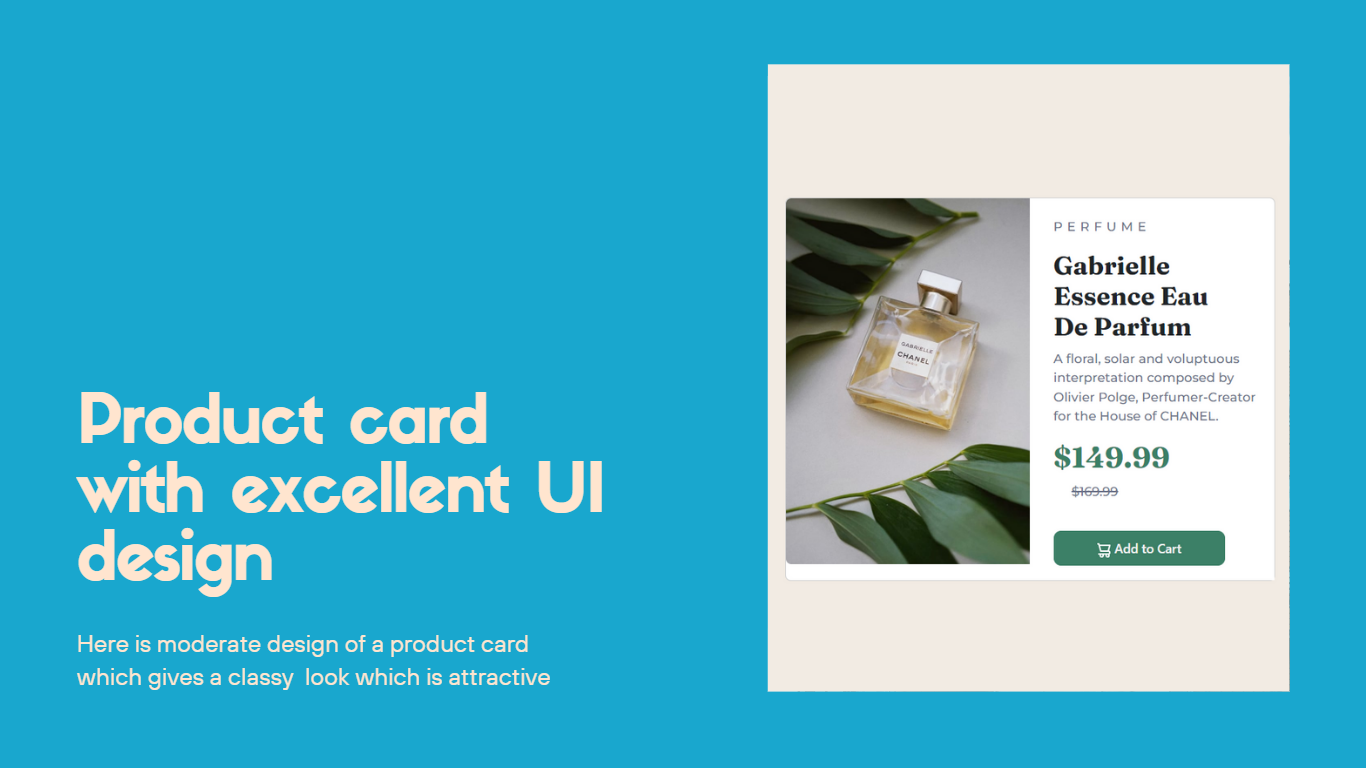 Product card
with excellent UI
design
Here is moderate design of a product card
which gives a classy  look which is attractive
GABRIELLE
CHANEL
PERFUME
Gabrielle
Essence Eau
De Parfum
A floral, solar and voluptuous
interpretation composed by
Olivier Polge, Perfumer-Creator
for the House of CHANEL.
$149.99
$169.99
Add to Cart